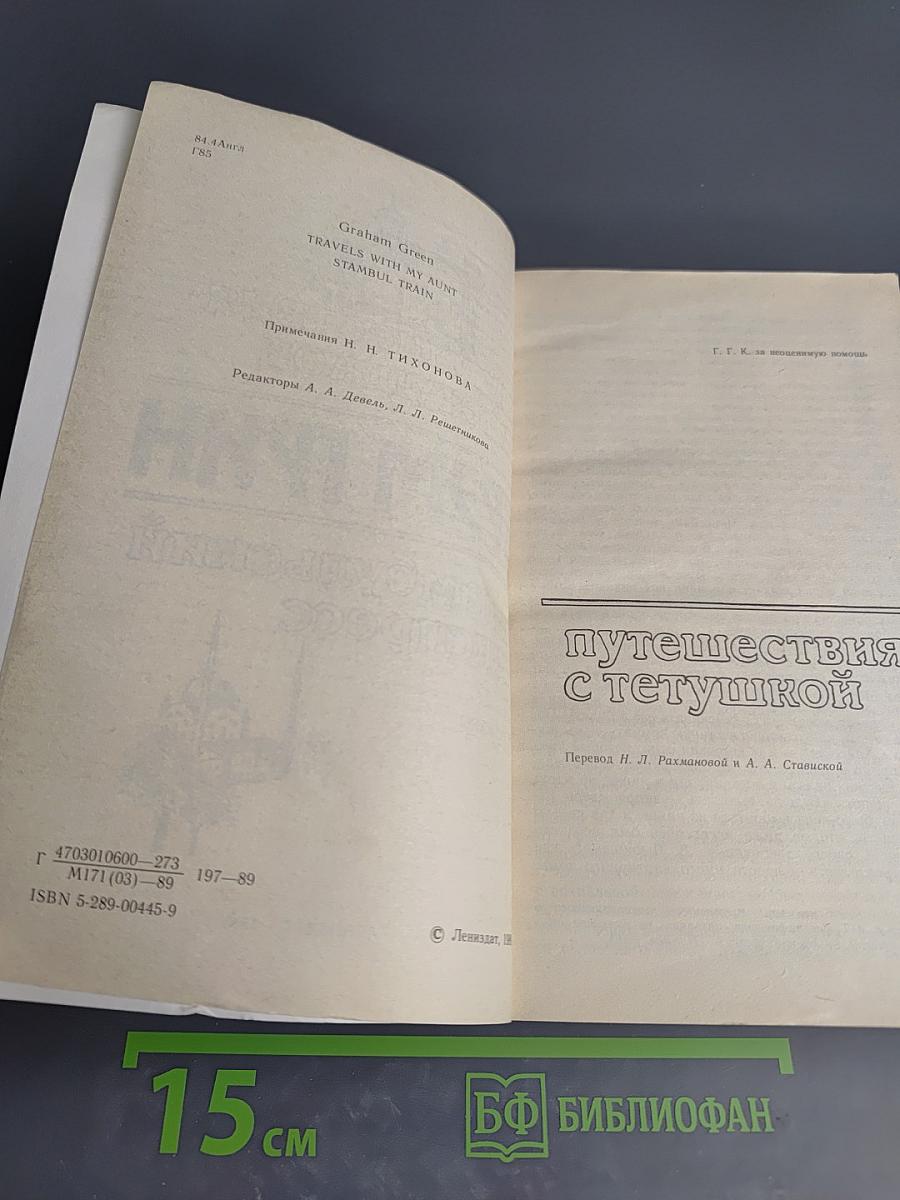 84.4Англ
Г85
Graham Green
TRAVELS WITH MY AUNT
STAMBUL TRAIN
Примечания Н. Н. ТИХОНОВА
Редакторы А. А. Девель, Л. Л. Решетникова
Г 4703010600—273
М171(03)—89
197—89
ISBN 5-289-00445-9
© Лениздат,
Г. Г. К. за неоценимую помощь
путешествия
с тетушкой
Перевод Н. Л. Рахмановой и А. А. Ставиской
15 см
БФ БИБЛИОФАН